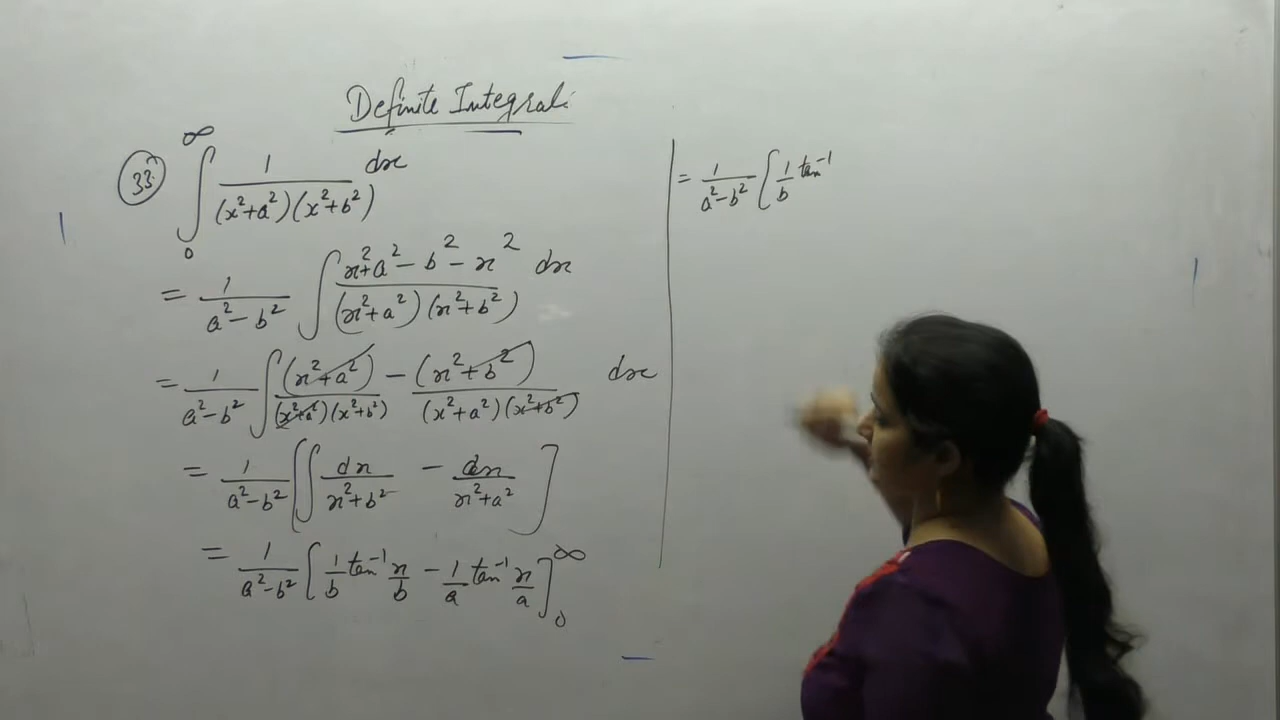 Definite Integrals
33 ∫₀^∞ 1/((x²+a²)(x²+b²)) dx
= 1/(a²-b²) ∫ (x²+a²-b²-x²)/((x²+a²)(x²+b²)) dx
= 1/(a²-b²) ∫ (x²+a²)/((x²+a²)(x²+b²)) - (x²+b²)/((x²+a²)(x²+b²)) dx
= 1/(a²-b²) [∫ dx/(x²+b²) - dx/(x²+a²)]
= 1/(a²-b²) [1/b tan⁻¹ x/b - 1/a tan⁻¹ x/a]₀^∞
= 1/(a²-b²) [1/b tan⁻¹